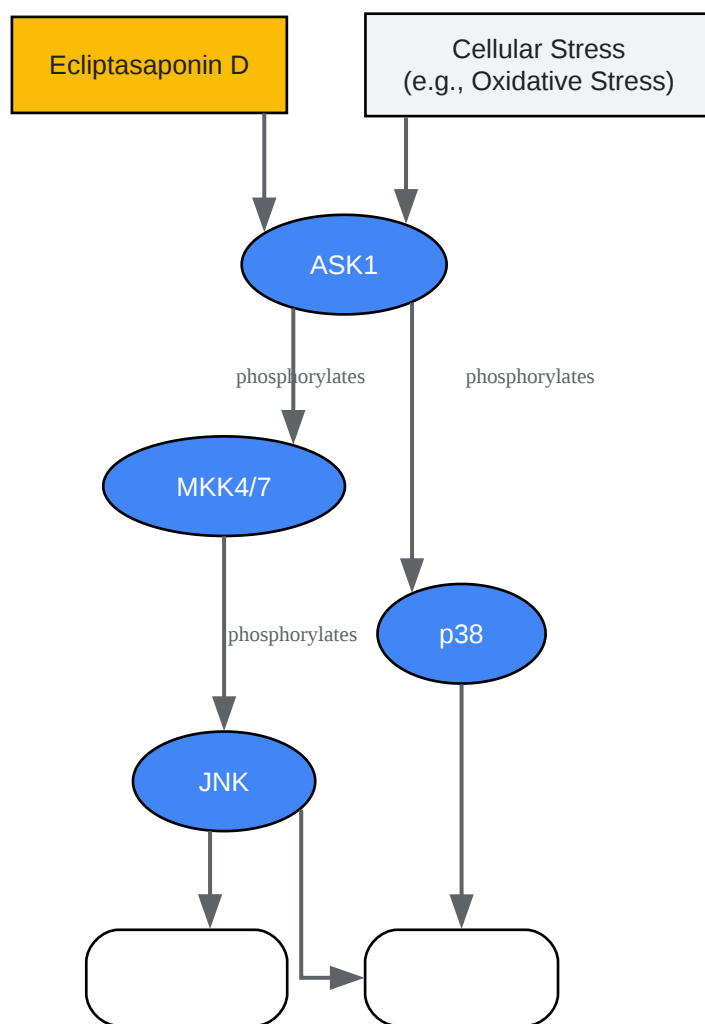 Ecliptasaponin D
Cellular Stress
(e.g., Oxidative Stress)
ASK1
phosphorylates
phosphorylates
MKK4/7
phosphorylates
p38
JNK